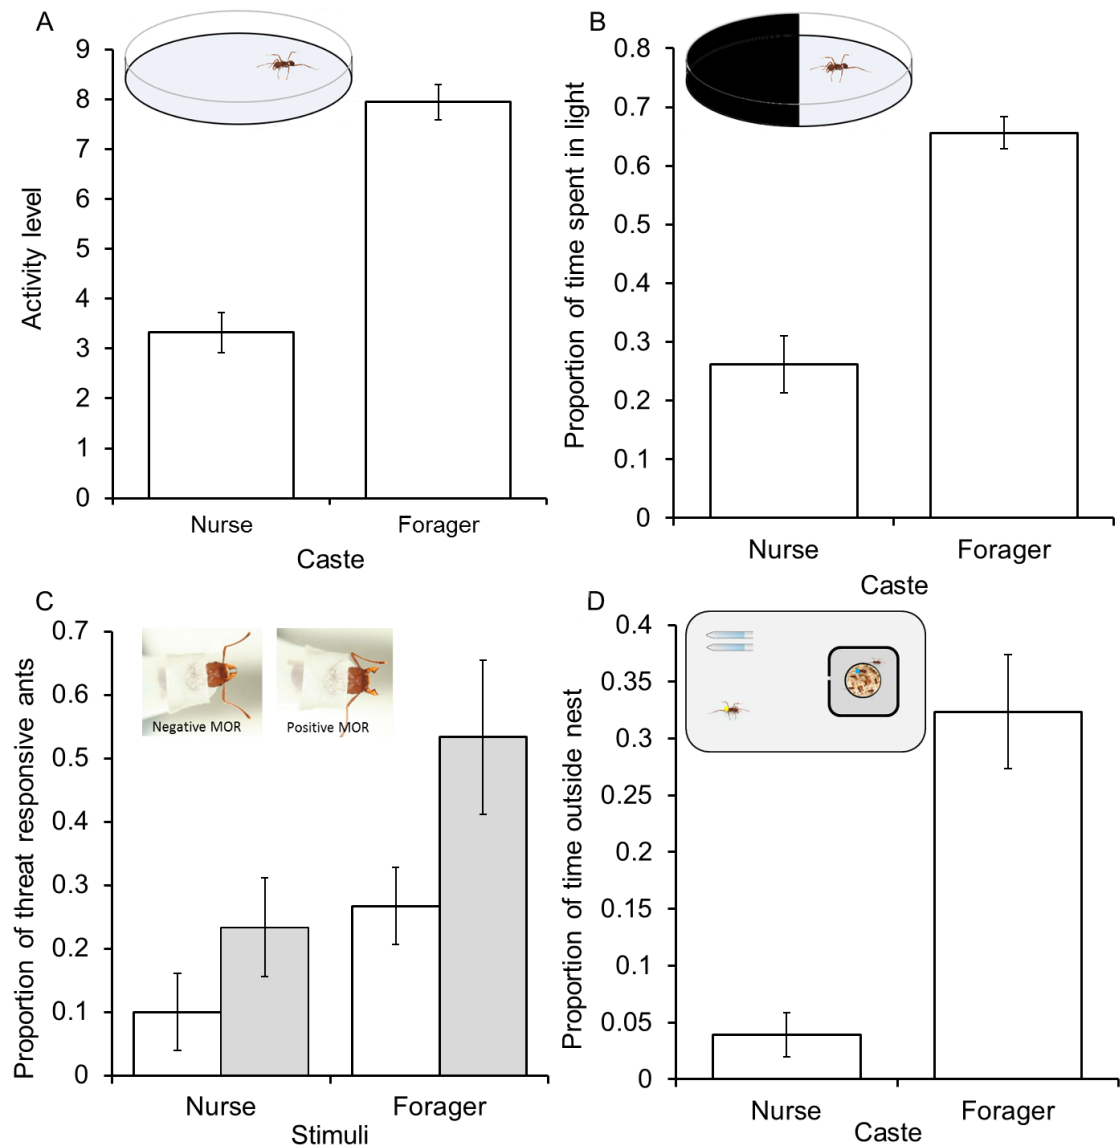 A
Activity level
9
8
7
6
5
4
3
2
1
0
Nurse Forager
Caste
B
Proportion of time spent in light
0.8
0.7
0.6
0.5
0.4
0.3
0.2
0.1
0
Nurse Forager
Caste
C
Proportion of threat responsive ants
0.7
0.6
0.5
0.4
0.3
0.2
0.1
0
Negative MOR Positive MOR
Nurse Forager
Stimuli
D
Proportion of time outside nest
0.4
0.35
0.3
0.25
0.2
0.15
0.1
0.05
0
Nurse Forager
Caste